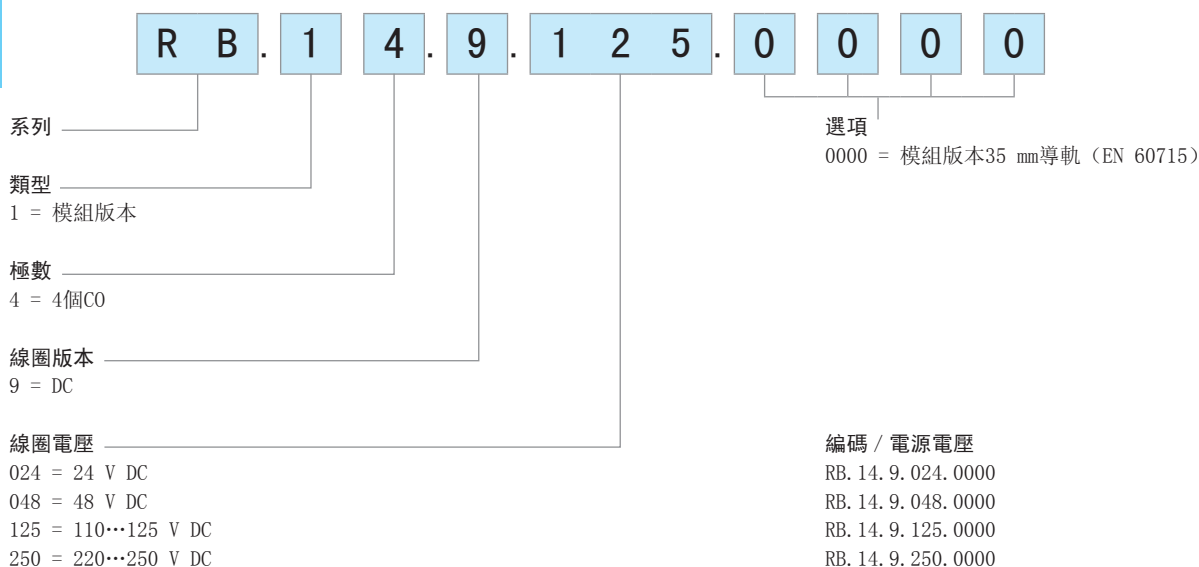 R B . 1 4 . 9 . 1 2 5 . 0 0 0 0
系列
類型
1 = 模組版本
極數
4 = 4個CO
線圈版本
9 = DC
線圈電壓
024 = 24 V DC
048 = 48 V DC
125 = 110…125 V DC
250 = 220…250 V DC
選項
0000 = 模組版本35 mm導軌（EN 60715）
編碼 / 電源電壓
RB.14.9.024.0000
RB.14.9.048.0000
RB.14.9.125.0000
RB.14.9.250.0000